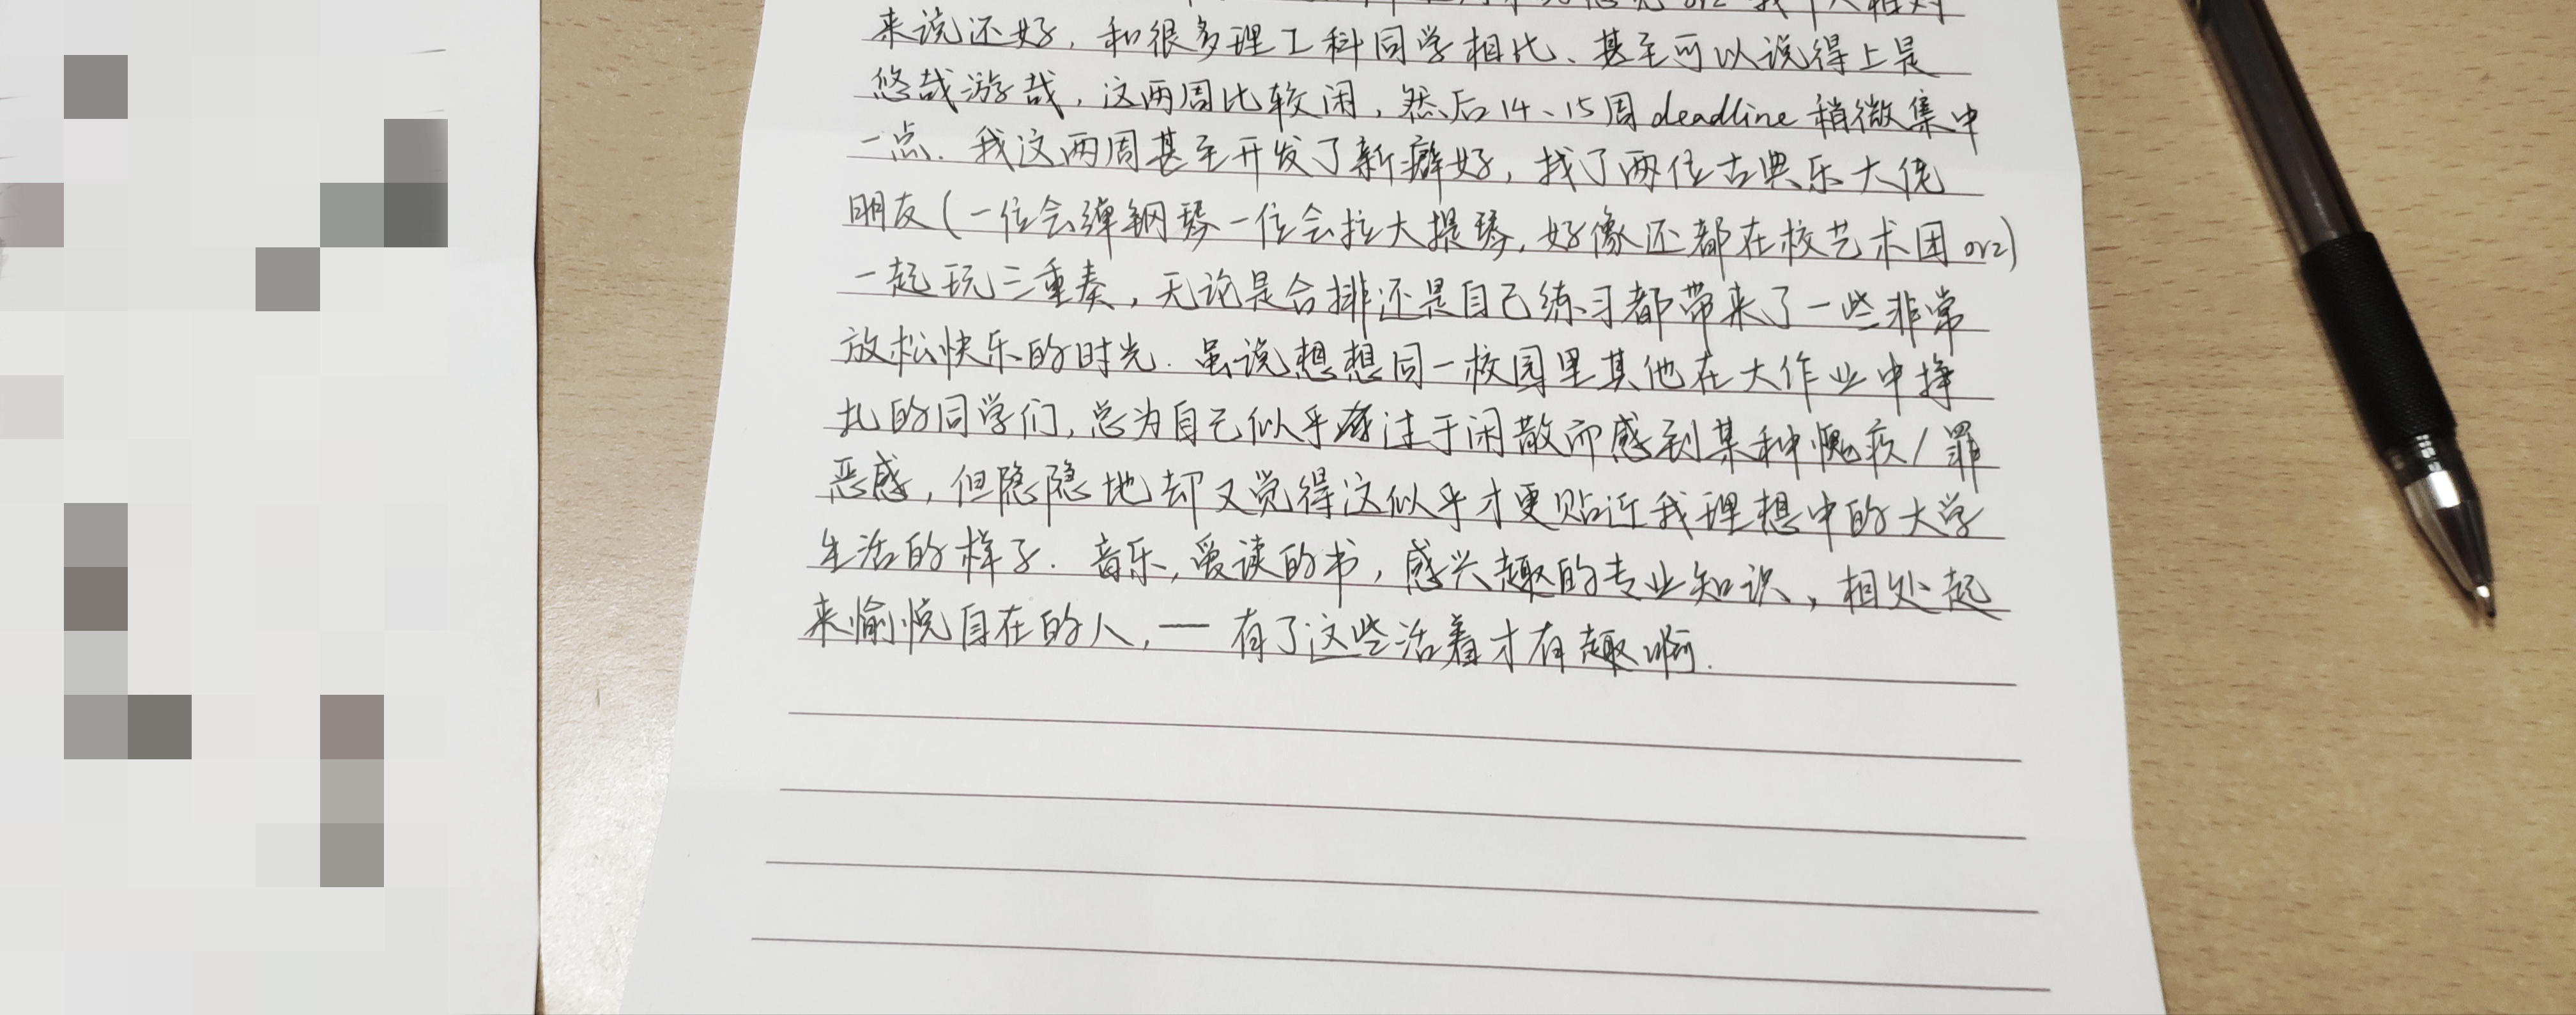 orz 我个人相对
来说还好，和很多理工科同学相比、甚至可以说得上是
悠哉游哉，这两周比较闲，然后14、15周deadline稍微集中
一点. 我这两周甚至开发了新癖好，找了两位古典乐大佬
朋友(一位会弹钢琴一位会拉大提琴, 好像还都在校艺术团orz)
一起玩三重奏，无论是合排还是自己练习都带来了一些非常
放松快乐的时光. 虽说想想同一校园里其他在大作业中挣
扎的同学们, 总为自己似乎过于闲散而感到某种愧疚/罪
恶感，但隐隐地却又觉得这似乎才更贴近我理想中的大学
生活的样子. 音乐, 爱读的书，感兴趣的专业知识，相处起
来愉悦自在的人, — 有了这些活着才有趣啊.